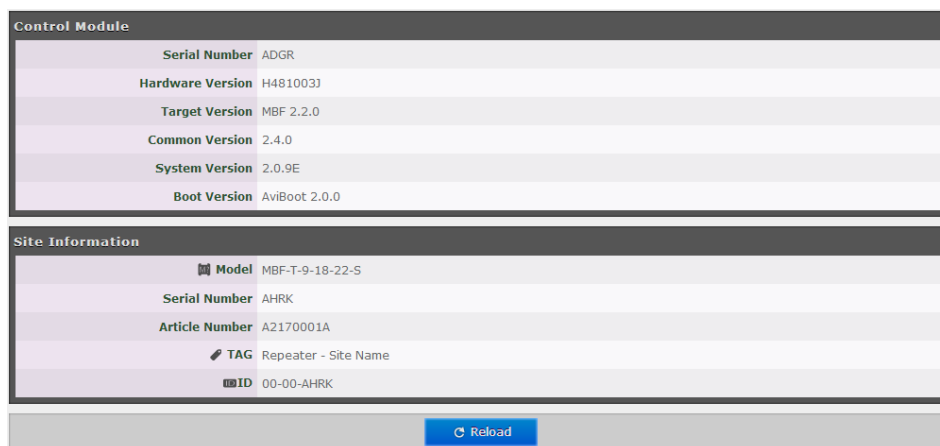 Control Module
Serial Number ADGR
Hardware Version H481003J
Target Version MBF 2.2.0
Common Version 2.4.0
System Version 2.0.9E
Boot Version AviBoot 2.0.0
Site Information
Model MBF-T-9-18-22-S
Serial Number AHRK
Article Number A2170001A
TAG Repeater - Site Name
ID 00-00-AHRK
Reload